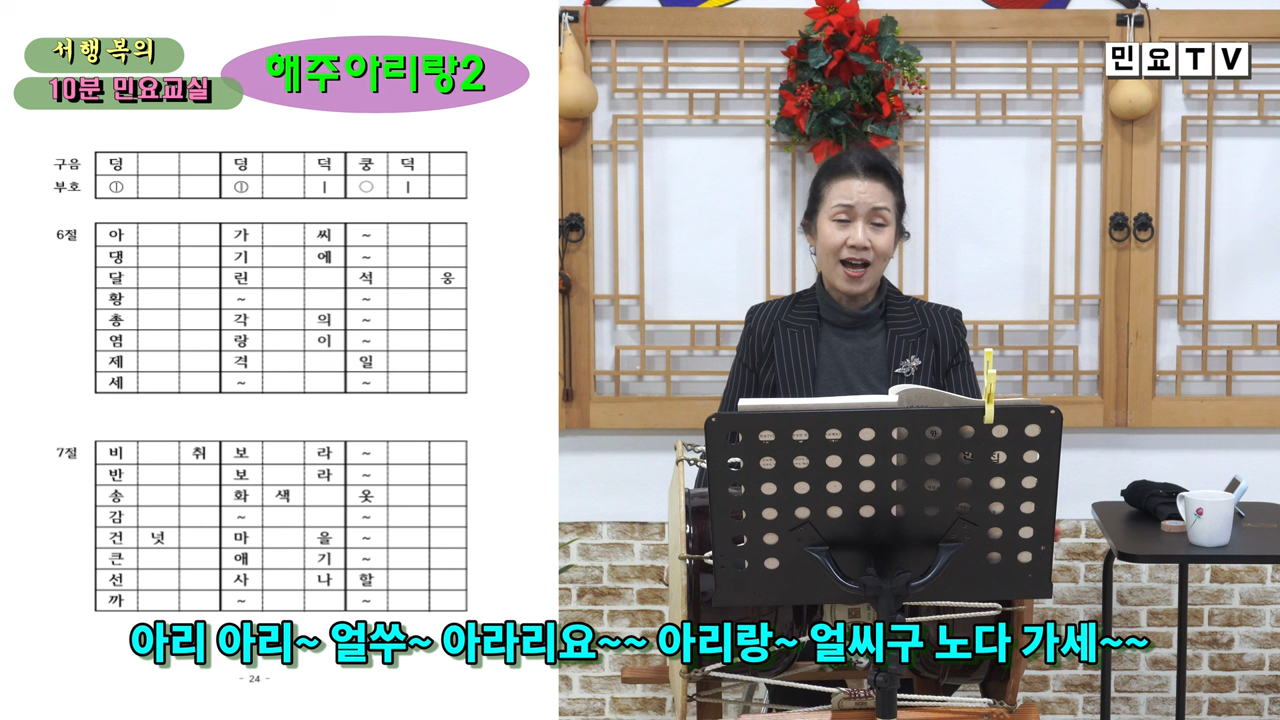 서행복의
10분 민요교실
해주아리랑2
민요TV
구음 덩 덩 덕 쿵 덕
부호 ⏀ ⏀ | ○ |
6절 아 가 씨 ~
댕 기 에 ~
달 린 석 웅
황 ~ ~
총 각 의 ~
염 랑 이 ~
제 격 일
세 ~ ~
7절 비 취 보 라 ~
반 보 라 ~
송 화 색 옷
감 ~ ~
건 넛 마 을 ~
큰 애 기 ~
선 사 나 할
까 ~ ~
아리 아리~ 얼쑤~ 아라리요~~ 아리랑~ 얼씨구 노다 가세~~
- 24 -